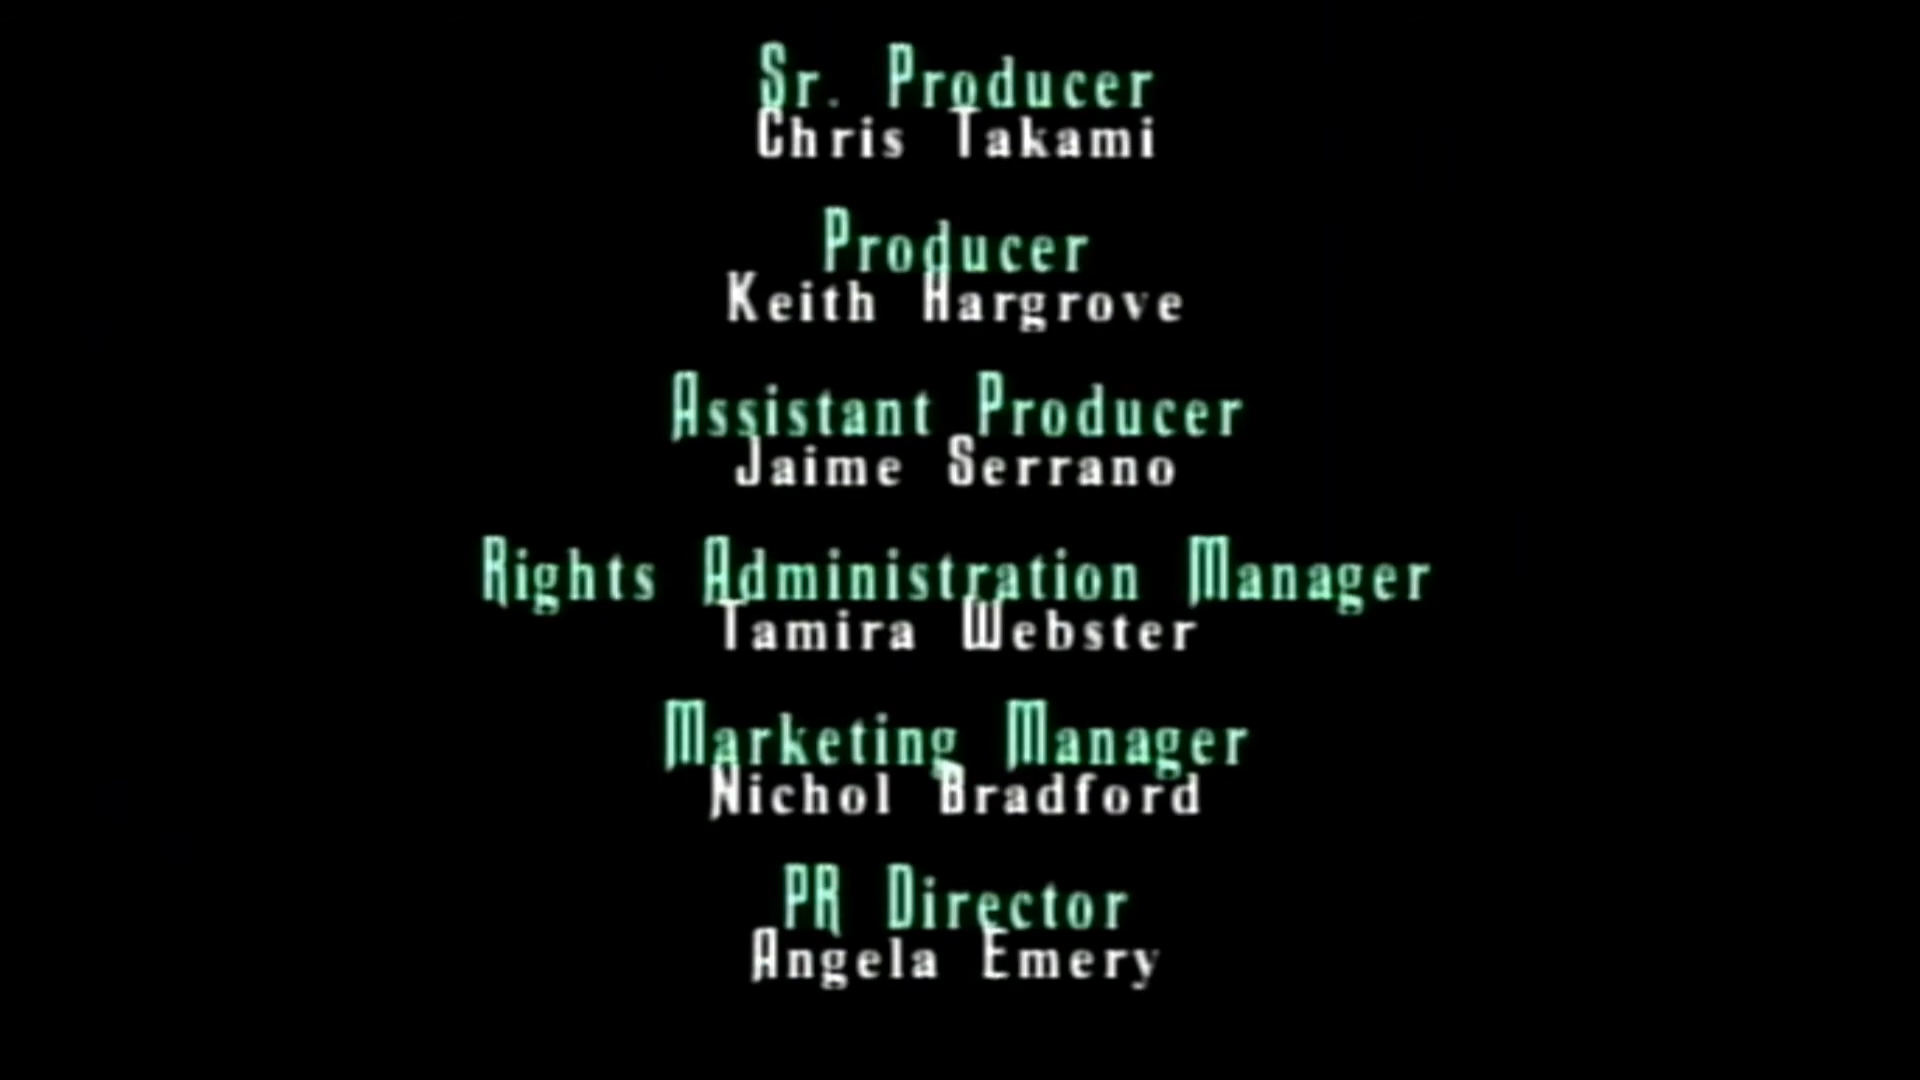 Sr. Producer
Chris Takami
Producer
Keith Hargrove
Assistant Producer
Jaime Serrano
Rights Administration Manager
Tamira Webster
Marketing Manager
Nichol Bradford
PR Director
Angela Emery